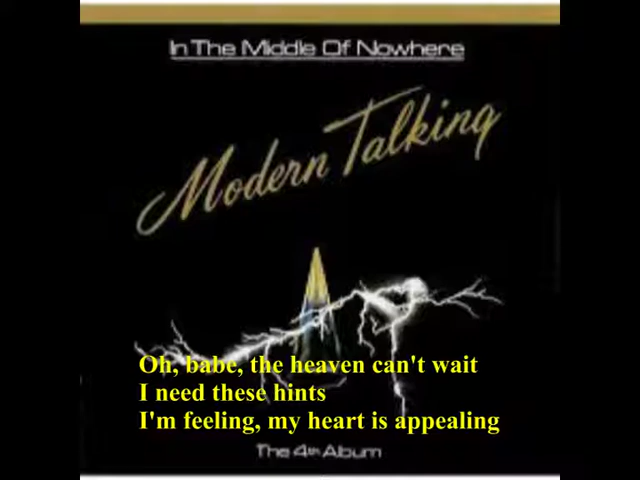 In The Middle Of Nowhere
Modern Talking
Oh, babe, the heaven can't wait
I need these hints
I'm feeling, my heart is appealing
The 4th Album